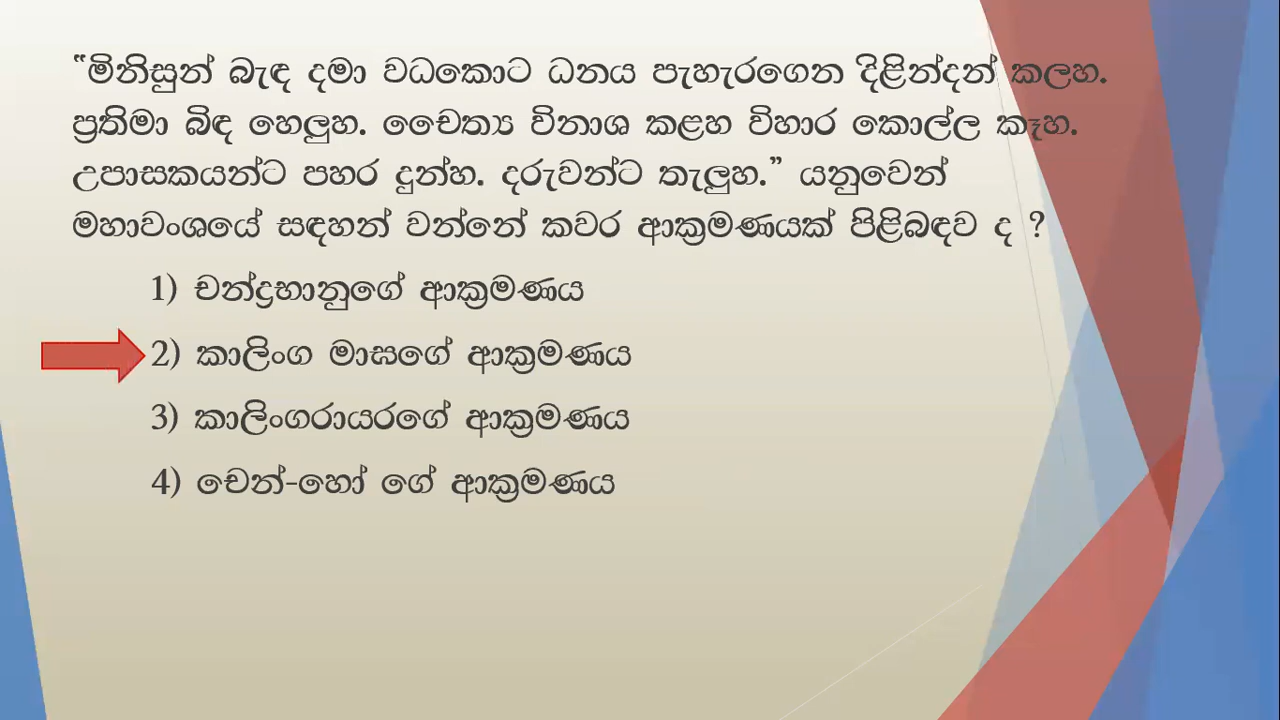 “මිනිසුන් බැඳ දමා වධකොට ධනය පැහැරගෙන දිළින්දන් කලහ.
ප්‍රතිමා බිඳ හෙලුහ. චෛත්‍ය විනාශ කළහ විහාර කොල්ල කෑහ.
උපාසකයන්ට පහර දුන්හ. දරුවන්ට තැලුහ.” යනුවෙන්
මහාවංශයේ සඳහන් වන්නේ කවර ආක්‍රමණයක් පිළිබඳව ද ?
1) චන්ද්‍රභානුගේ ආක්‍රමණය
2) කාලිංග මාඝගේ ආක්‍රමණය
3) කාලිංගරායරගේ ආක්‍රමණය
4) චෙන්-හෝ ගේ ආක්‍රමණය